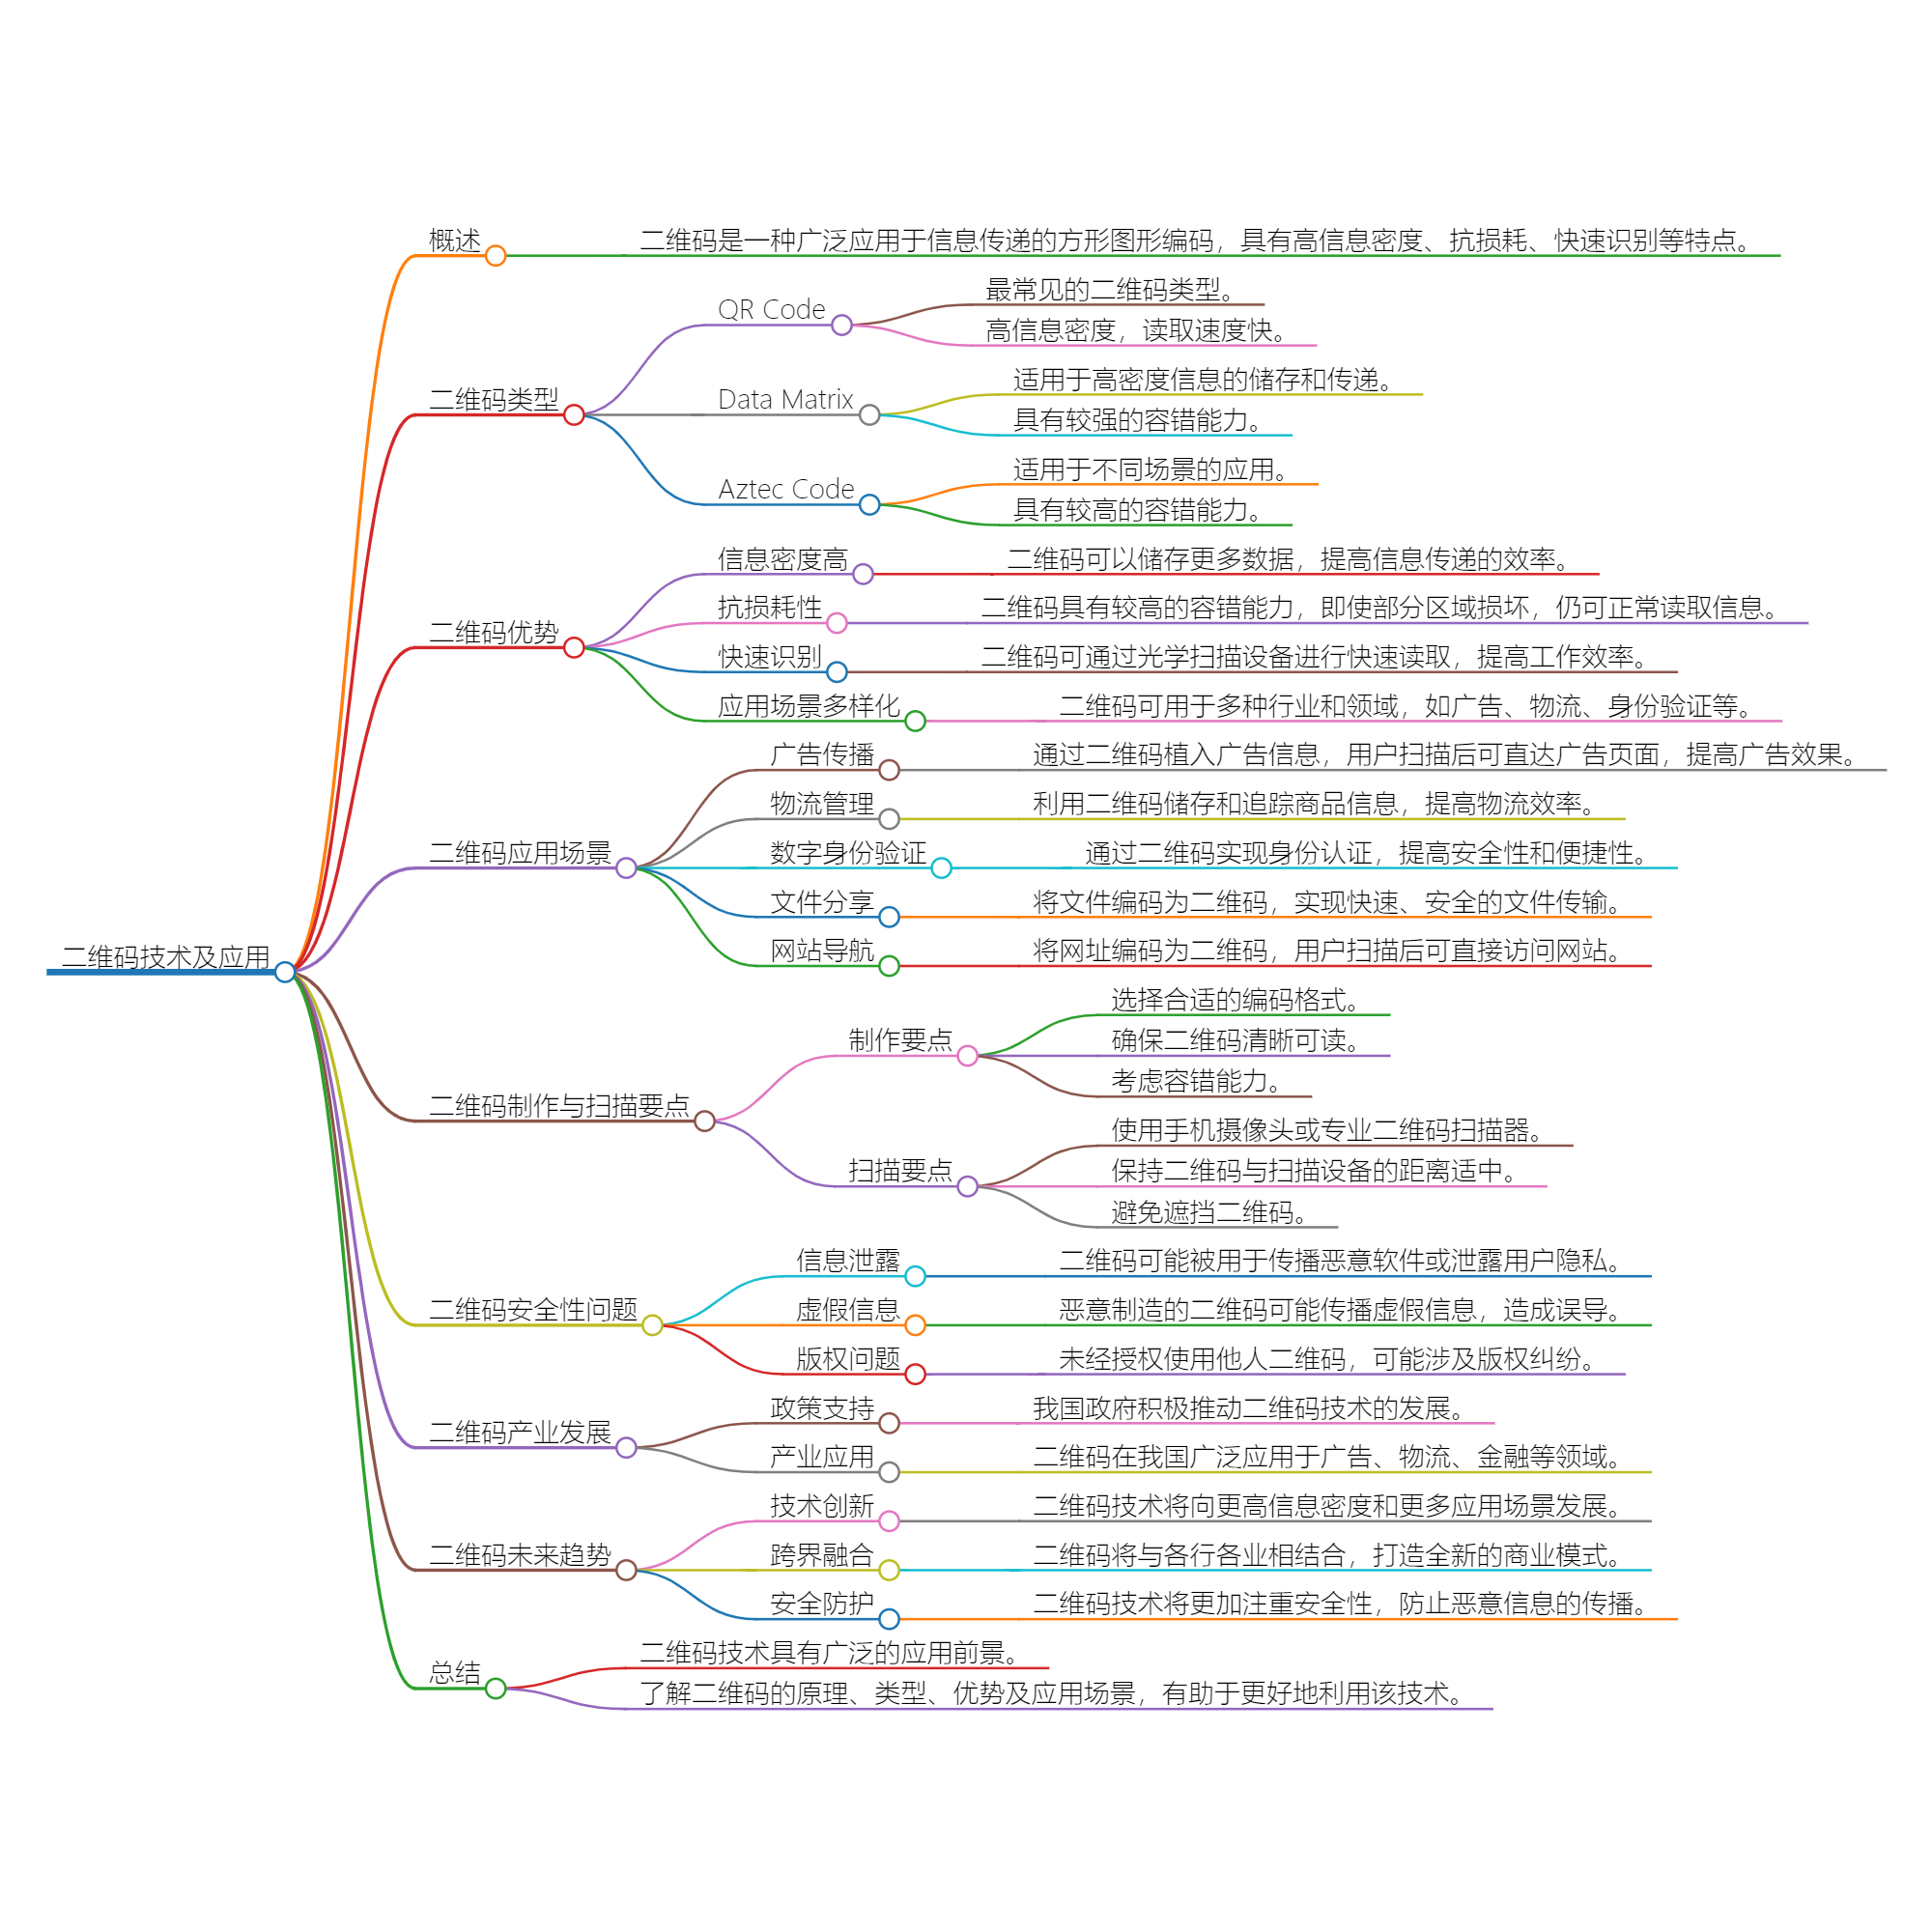 二维码技术及应用
概述
二维码是一种广泛应用于信息传递的方形图形编码，具有高信息密度、抗损耗、快速识别等特点。
二维码类型
QR Code
最常见的二维码类型。
高信息密度，读取速度快。
Data Matrix
适用于高密度信息的储存和传递。
具有较强的容错能力。
Aztec Code
适用于不同场景的应用。
具有较高的容错能力。
二维码优势
信息密度高
二维码可以储存更多数据，提高信息传递的效率。
抗损耗性
二维码具有较高的容错能力，即使部分区域损坏，仍可正常读取信息。
快速识别
二维码可通过光学扫描设备进行快速读取，提高工作效率。
应用场景多样化
二维码可用于多种行业和领域，如广告、物流、身份验证等。
二维码应用场景
广告传播
通过二维码植入广告信息，用户扫描后可直达广告页面，提高广告效果。
物流管理
利用二维码储存和追踪商品信息，提高物流效率。
数字身份验证
通过二维码实现身份认证，提高安全性和便捷性。
文件分享
将文件编码为二维码，实现快速、安全的文件传输。
网站导航
将网址编码为二维码，用户扫描后可直接访问网站。
二维码制作与扫描要点
制作要点
选择合适的编码格式。
确保二维码清晰可读。
考虑容错能力。
扫描要点
使用手机摄像头或专业二维码扫描器。
保持二维码与扫描设备的距离适中。
避免遮挡二维码。
二维码安全性问题
信息泄露
二维码可能被用于传播恶意软件或泄露用户隐私。
虚假信息
恶意制造的二维码可能传播虚假信息，造成误导。
版权问题
未经授权使用他人二维码，可能涉及版权纠纷。
二维码产业发展
政策支持
我国政府积极推动二维码技术的发展。
产业应用
二维码在我国广泛应用于广告、物流、金融等领域。
二维码未来趋势
技术创新
二维码技术将向更高信息密度和更多应用场景发展。
跨界融合
二维码将与各行各业相结合，打造全新的商业模式。
安全防护
二维码技术将更加注重安全性，防止恶意信息的传播。
总结
二维码技术具有广泛的应用前景。
了解二维码的原理、类型、优势及应用场景，有助于更好地利用该技术。